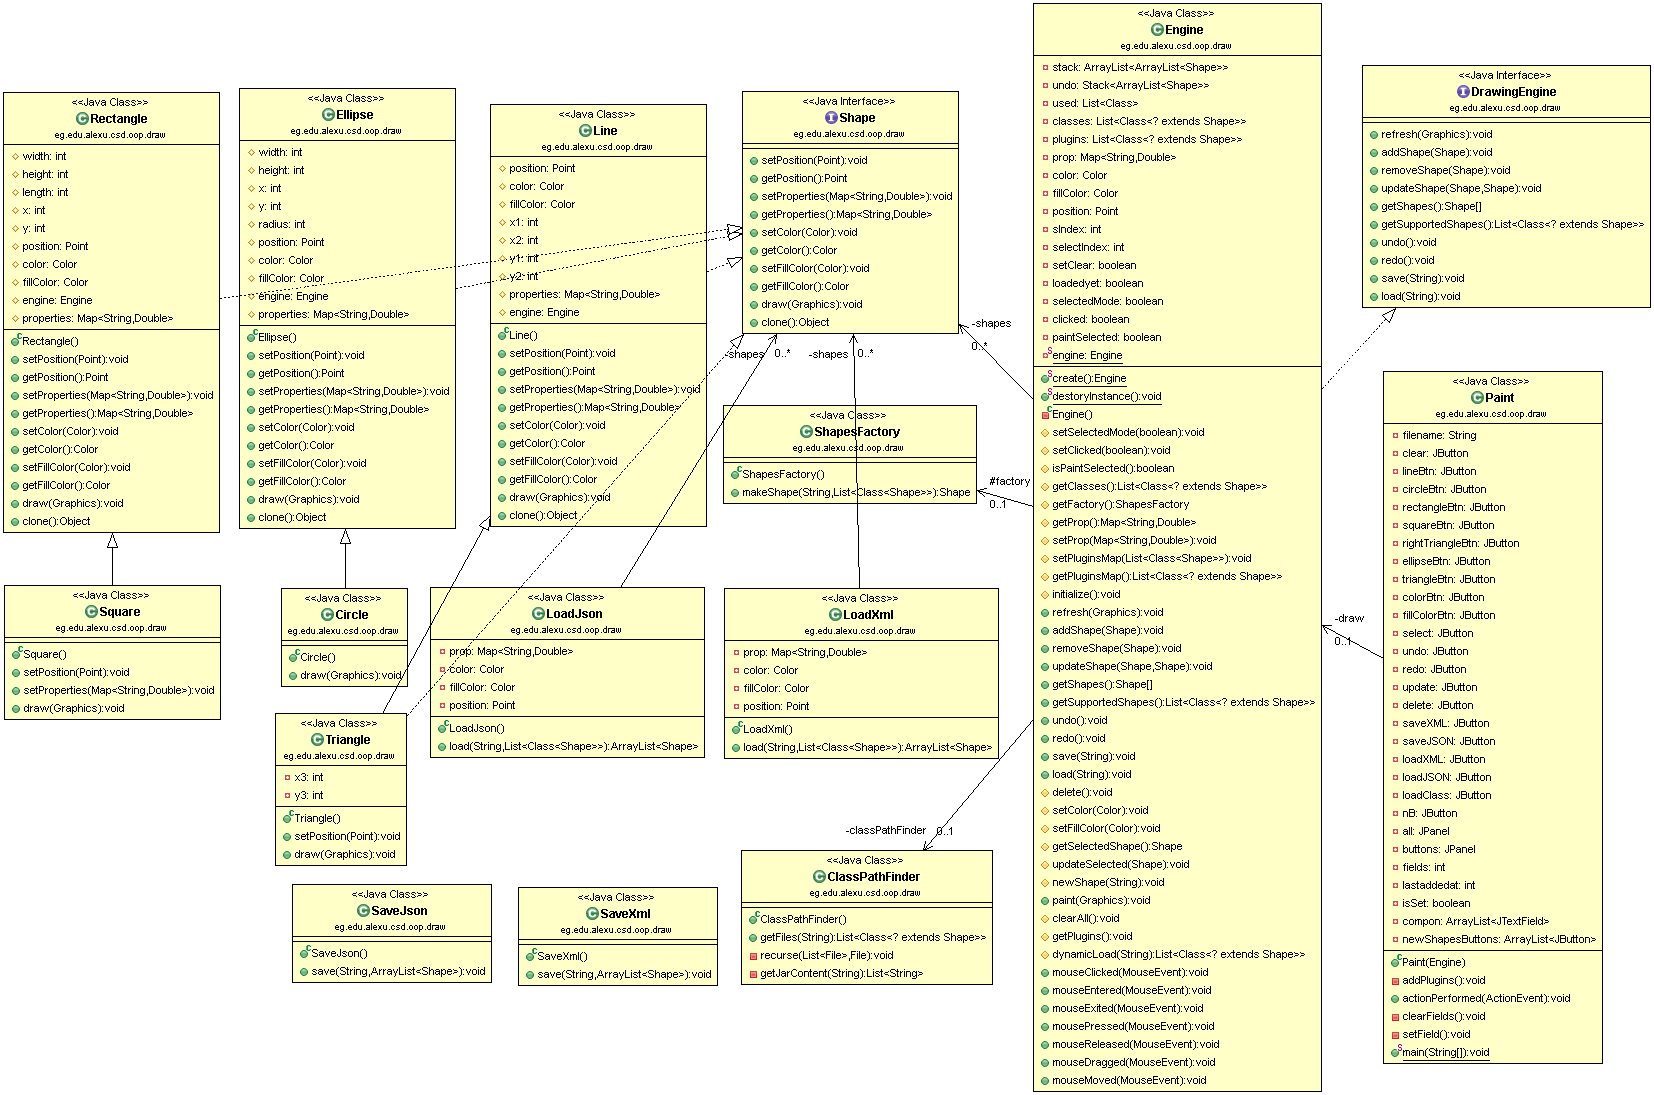 <<Java Class>>
Rectangle
eg.edu.alexu.csd.oop.draw
width: int
height: int
length: int
x: int
y: int
position: Point
color: Color
fillColor: Color
engine: Engine
properties: Map<String,Double>
Rectangle()
setPosition(Point):void
getPosition():Point
setProperties(Map<String,Double>):void
getProperties():Map<String,Double>
setColor(Color):void
getColor():Color
setFillColor(Color):void
getFillColor():Color
draw(Graphics):void
clone():Object
<<Java Class>>
Ellipse
eg.edu.alexu.csd.oop.draw
width: int
height: int
x: int
y: int
radius: int
position: Point
color: Color
fillColor: Color
engine: Engine
properties: Map<String,Double>
Ellipse()
setPosition(Point):void
getPosition():Point
setProperties(Map<String,Double>):void
getProperties():Map<String,Double>
setColor(Color):void
getColor():Color
setFillColor(Color):void
getFillColor():Color
draw(Graphics):void
clone():Object
<<Java Class>>
Line
eg.edu.alexu.csd.oop.draw
position: Point
color: Color
fillColor: Color
x1: int
x2: int
y1: int
y2: int
properties: Map<String,Double>
engine: Engine
Line()
setPosition(Point):void
getPosition():Point
setProperties(Map<String,Double>):void
getProperties():Map<String,Double>
setColor(Color):void
getColor():Color
setFillColor(Color):void
getFillColor():Color
draw(Graphics):void
clone():Object
<<Java Interface>>
Shape
eg.edu.alexu.csd.oop.draw
setPosition(Point):void
getPosition():Point
setProperties(Map<String,Double>):void
getProperties():Map<String,Double>
setColor(Color):void
getColor():Color
setFillColor(Color):void
getFillColor():Color
draw(Graphics):void
clone():Object
-shapes 0..*
-shapes 0..*
-shapes
0..*
<<Java Class>>
ShapesFactory
eg.edu.alexu.csd.oop.draw
ShapesFactory()
makeShape(String,List<Class<Shape>>):Shape
#factory
0..1
<<Java Class>>
Engine
eg.edu.alexu.csd.oop.draw
stack: ArrayList<ArrayList<Shape>>
undo: Stack<ArrayList<Shape>>
used: List<Class>
classes: List<Class<? extends Shape>>
plugins: List<Class<? extends Shape>>
prop: Map<String,Double>
color: Color
fillColor: Color
position: Point
sIndex: int
selectIndex: int
setClear: boolean
loadedyet: boolean
selectedMode: boolean
clicked: boolean
paintSelected: boolean
engine: Engine
create():Engine
destoryInstance():void
Engine()
setSelectedMode(boolean):void
setClicked(boolean):void
isPaintSelected():boolean
getClasses():List<Class<? extends Shape>>
getFactory():ShapesFactory
getProp():Map<String,Double>
setProp(Map<String,Double>):void
setPluginsMap(List<Class<Shape>>):void
getPluginsMap():List<Class<? extends Shape>>
initialize():void
refresh(Graphics):void
addShape(Shape):void
removeShape(Shape):void
updateShape(Shape,Shape):void
getShapes():Shape[]
getSupportedShapes():List<Class<? extends Shape>>
undo():void
redo():void
save(String):void
load(String):void
delete():void
setColor(Color):void
setFillColor(Color):void
getSelectedShape():Shape
updateSelected(Shape):void
newShape(String):void
paint(Graphics):void
clearAll():void
getPlugins():void
dynamicLoad(String):List<Class<? extends Shape>>
mouseClicked(MouseEvent):void
mouseEntered(MouseEvent):void
mouseExited(MouseEvent):void
mousePressed(MouseEvent):void
mouseReleased(MouseEvent):void
mouseDragged(MouseEvent):void
mouseMoved(MouseEvent):void
<<Java Interface>>
DrawingEngine
eg.edu.alexu.csd.oop.draw
refresh(Graphics):void
addShape(Shape):void
removeShape(Shape):void
updateShape(Shape,Shape):void
getShapes():Shape[]
getSupportedShapes():List<Class<? extends Shape>>
undo():void
redo():void
save(String):void
load(String):void
<<Java Class>>
Paint
eg.edu.alexu.csd.oop.draw
filename: String
clear: JButton
lineBtn: JButton
circleBtn: JButton
rectangleBtn: JButton
squareBtn: JButton
rightTriangleBtn: JButton
ellipseBtn: JButton
triangleBtn: JButton
colorBtn: JButton
fillColorBtn: JButton
select: JButton
undo: JButton
redo: JButton
update: JButton
delete: JButton
saveXML: JButton
saveJSON: JButton
loadXML: JButton
loadJSON: JButton
loadClass: JButton
nB: JButton
all: JPanel
buttons: JPanel
fields: int
lastaddedat: int
isSet: boolean
compon: ArrayList<JTextField>
newShapesButtons: ArrayList<JButton>
Paint(Engine)
addPlugins():void
actionPerformed(ActionEvent):void
clearFields():void
setField():void
main(String[]):void
-draw
0..1
<<Java Class>>
Square
eg.edu.alexu.csd.oop.draw
Square()
setPosition(Point):void
setProperties(Map<String,Double>):void
draw(Graphics):void
<<Java Class>>
Circle
eg.edu.alexu.csd.oop.draw
Circle()
draw(Graphics):void
<<Java Class>>
LoadJson
eg.edu.alexu.csd.oop.draw
prop: Map<String,Double>
color: Color
fillColor: Color
position: Point
LoadJson()
load(String,List<Class<Shape>>):ArrayList<Shape>
<<Java Class>>
LoadXml
eg.edu.alexu.csd.oop.draw
prop: Map<String,Double>
color: Color
fillColor: Color
position: Point
LoadXml()
load(String,List<Class<Shape>>):ArrayList<Shape>
<<Java Class>>
Triangle
eg.edu.alexu.csd.oop.draw
x3: int
y3: int
Triangle()
setPosition(Point):void
draw(Graphics):void
-classPathFinder 0..1
<<Java Class>>
SaveJson
eg.edu.alexu.csd.oop.draw
SaveJson()
save(String,ArrayList<Shape>):void
<<Java Class>>
SaveXml
eg.edu.alexu.csd.oop.draw
SaveXml()
save(String,ArrayList<Shape>):void
<<Java Class>>
ClassPathFinder
eg.edu.alexu.csd.oop.draw
ClassPathFinder()
getFiles(String):List<Class<? extends Shape>>
recurse(List<File>,File):void
getJarContent(String):List<String>